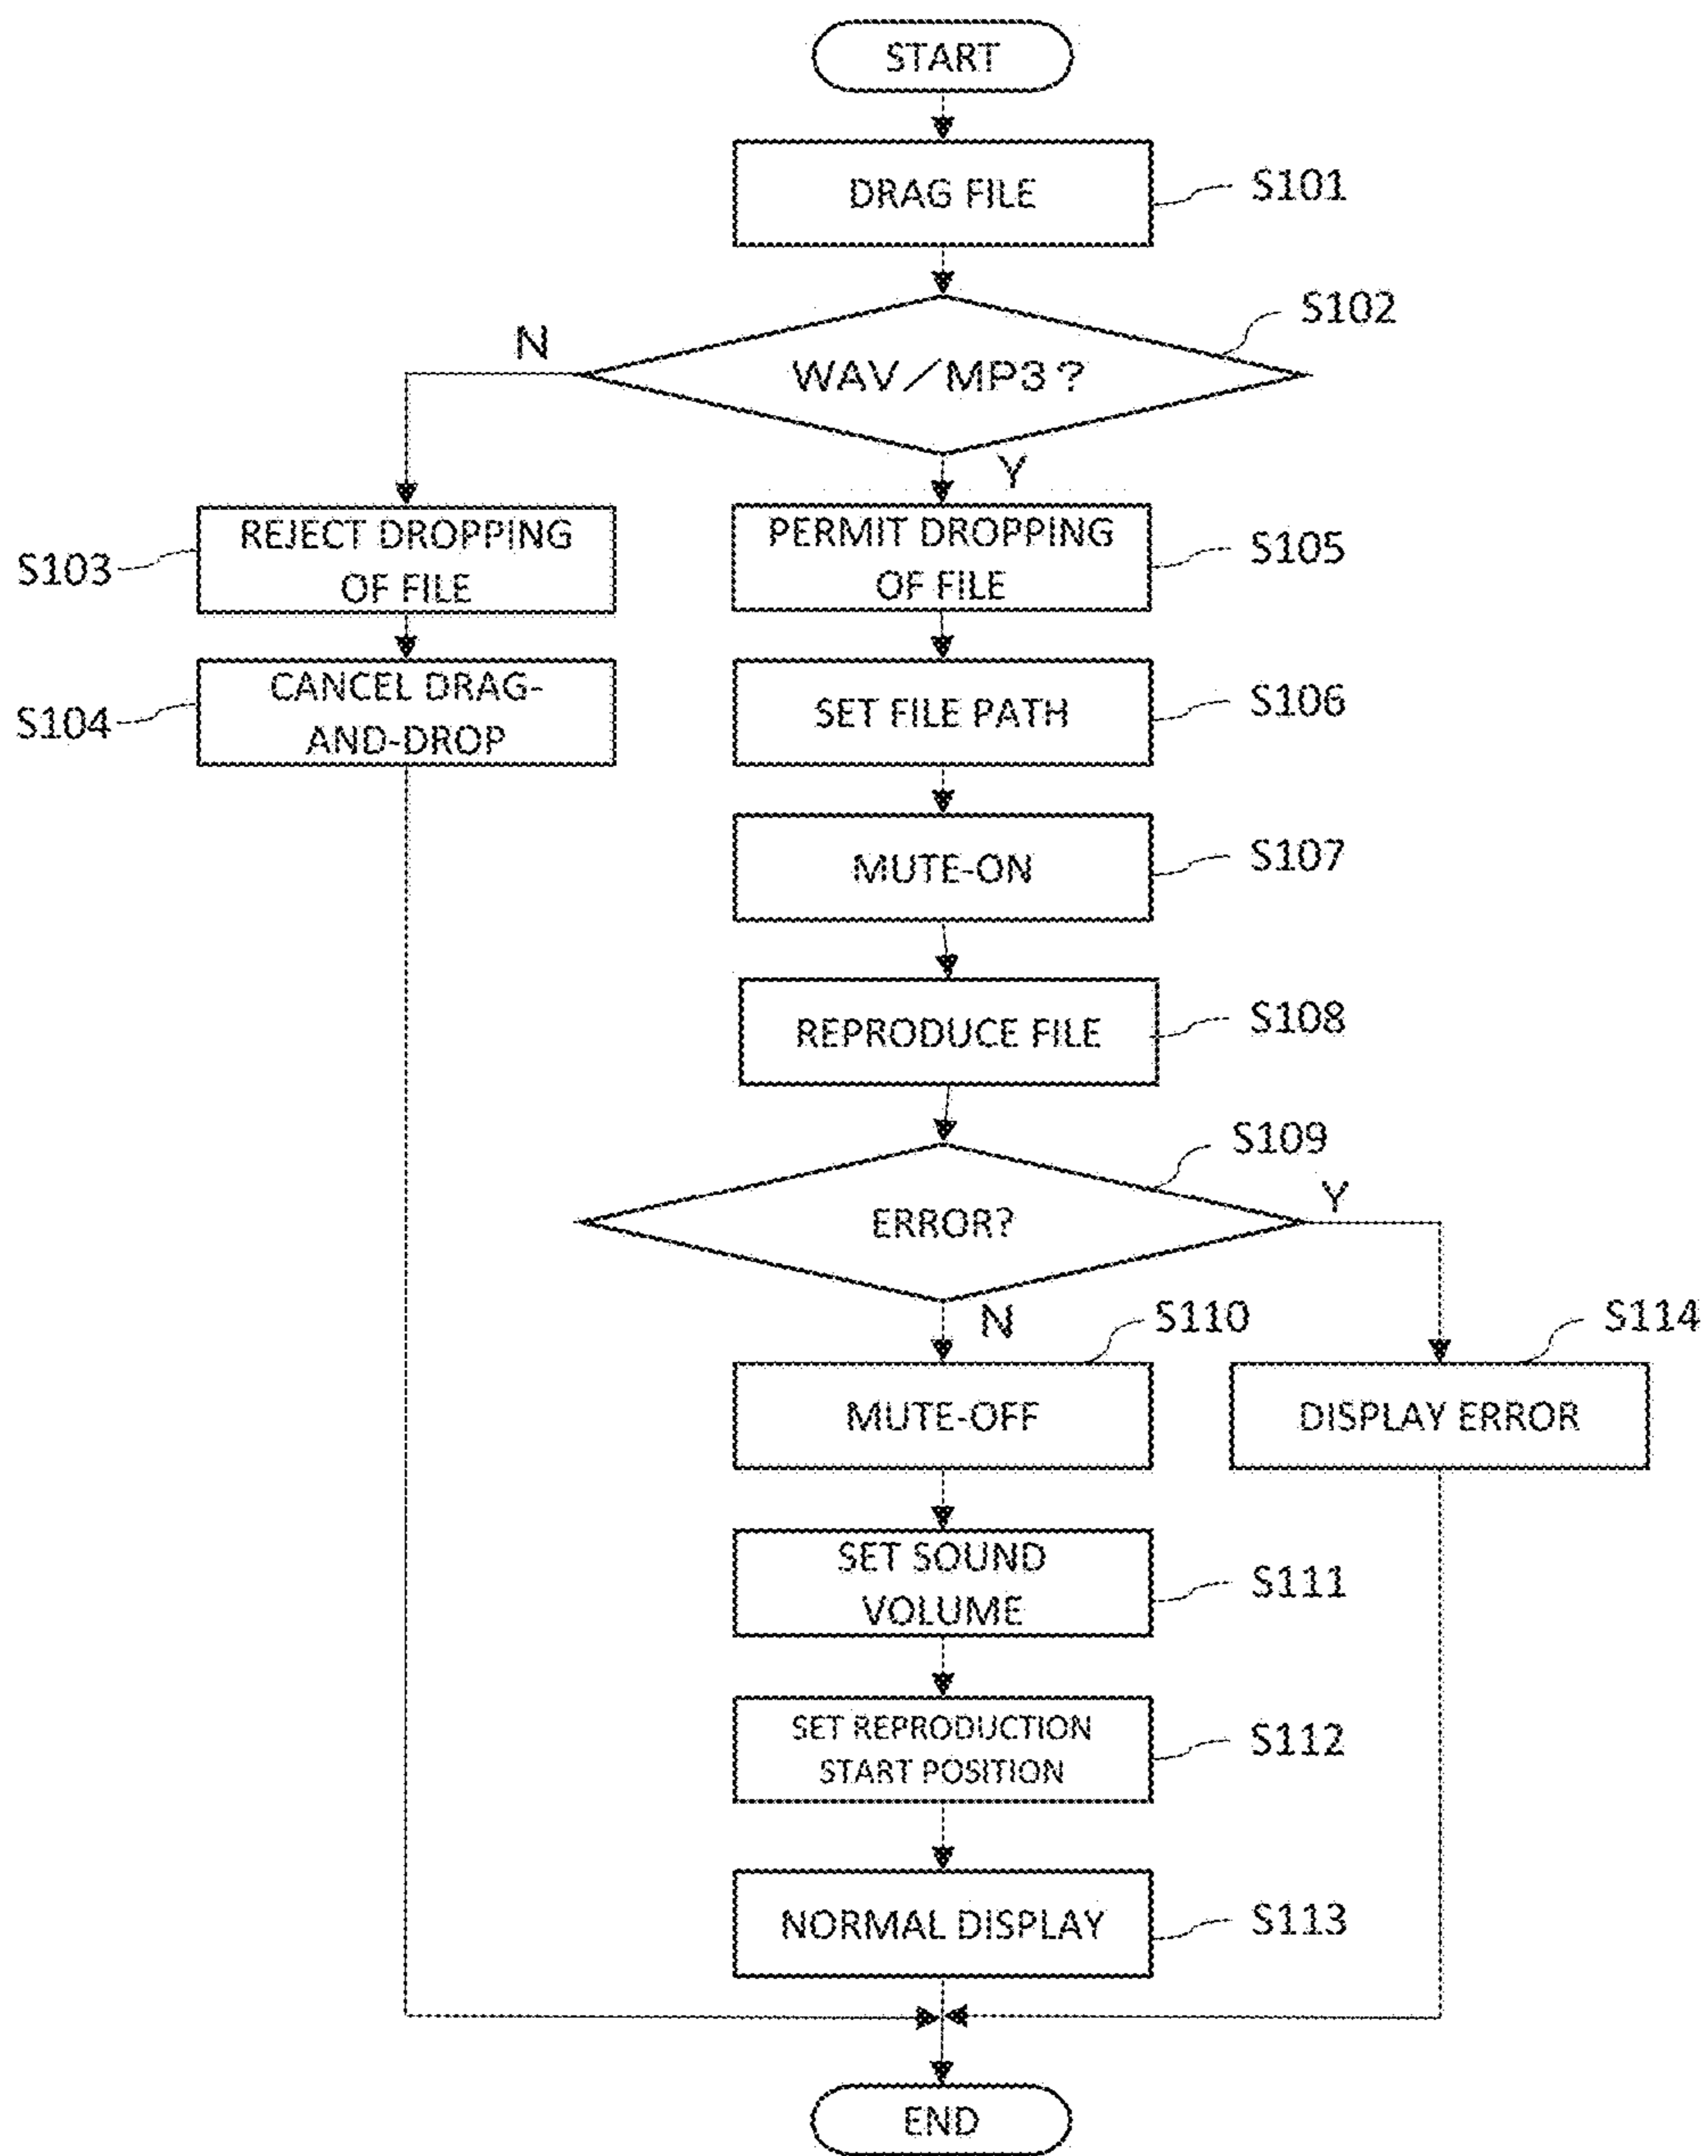 START
DRAG FILE
S101
S102
N
WAV／MP3？
Y
REJECT DROPPING
OF FILE
S103
PERMIT DROPPING
OF FILE
S105
CANCEL DRAG-
AND-DROP
S104
SET FILE PATH
S106
MUTE-ON
S107
REPRODUCE FILE
S108
S109
ERROR?
Y
N
S110
S114
MUTE-OFF
DISPLAY ERROR
SET SOUND
VOLUME
S111
SET REPRODUCTION
START POSITION
S112
NORMAL DISPLAY
S113
END